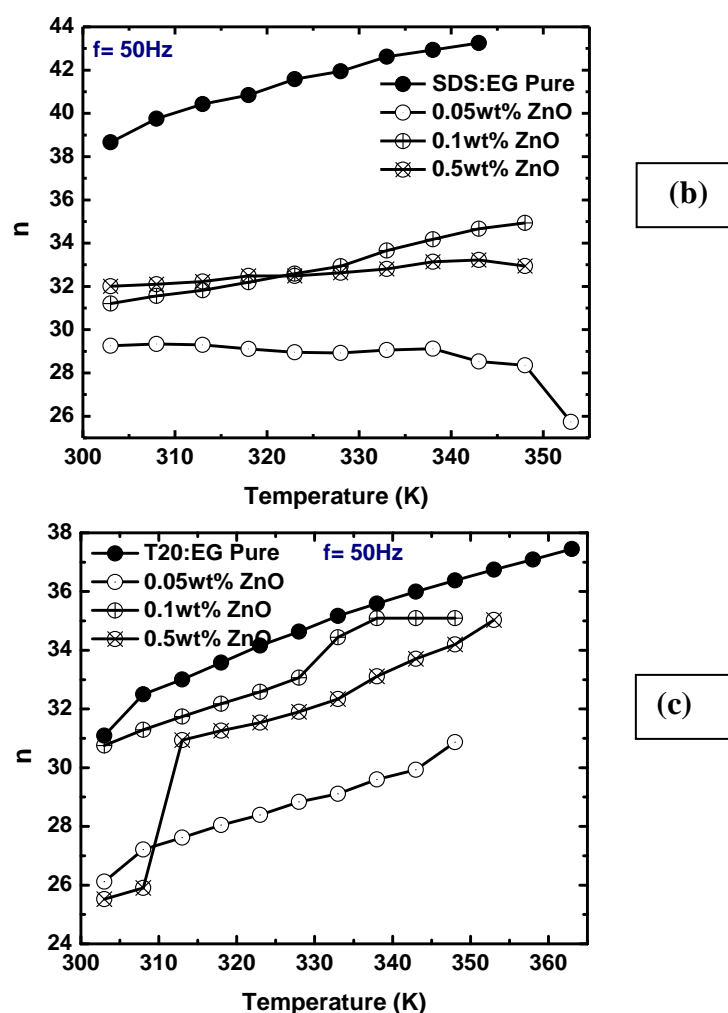 44
42
40
38
36
34
32
30
28
26
n
f= 50Hz
SDS:EG Pure
0.05wt% ZnO
0.1wt% ZnO
0.5wt% ZnO
300 310 320 330 340 350
Temperature (K)
(b)
38
36
34
32
30
28
26
24
n
T20:EG Pure f= 50Hz
0.05wt% ZnO
0.1wt% ZnO
0.5wt% ZnO
300 310 320 330 340 350 360
Temperature (K)
(c)